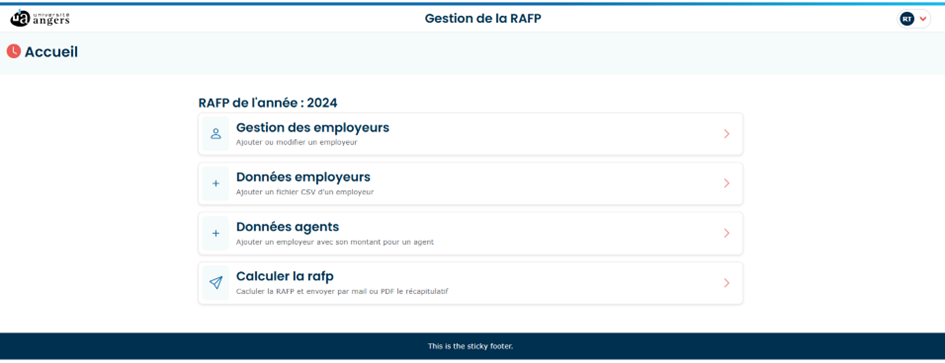 université
angers
Gestion de la RAFP
RT
Accueil
RAFP de l'année : 2024
Gestion des employeurs
Ajouter ou modifier un employeur
Données employeurs
Ajouter un fichier CSV d'un employeur
Données agents
Ajouter un employeur avec son montant pour un agent
Calculer la rafp
Cacluler la RAFP et envoyer par mail ou PDF le récapitulatif
This is the sticky footer.